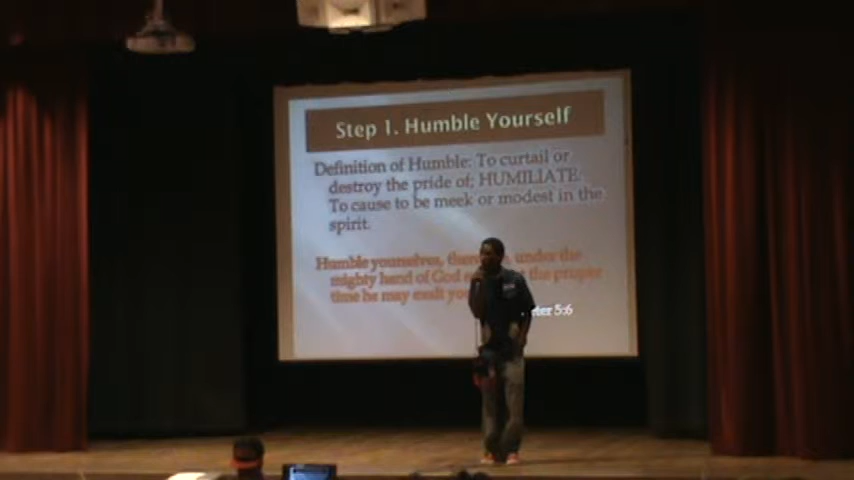 Step 1. Humble Yourself
Definition of Humble: To curtail or
destroy the pride of; HUMILIATE.
To cause to be meek or modest in the
spirit.
Humble yourselves, under the
mighty hand of God the proper
time he may exalt
5:6